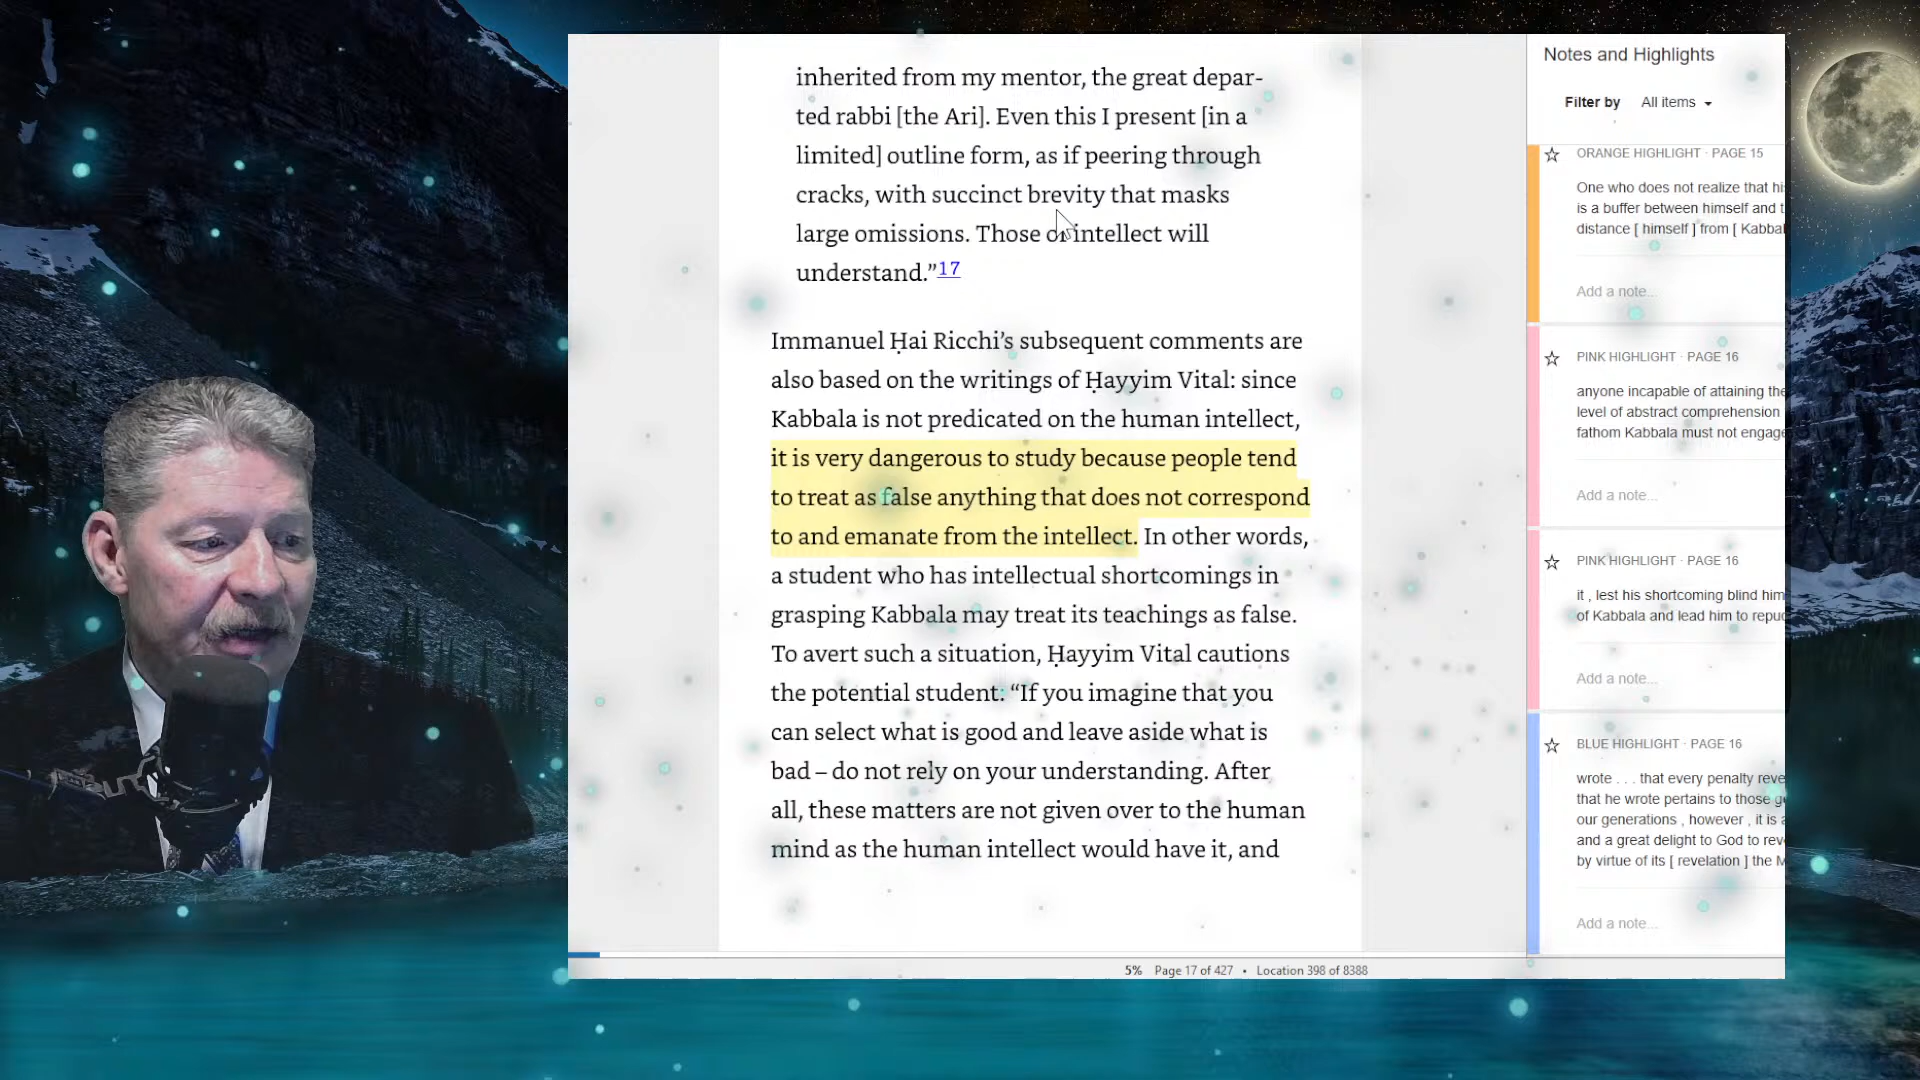 inherited from my mentor, the great depar-
ted rabbi [the Ari]. Even this I present [in a
limited] outline form, as if peering through
cracks, with succinct brevity that masks
large omissions. Those of intellect will
understand.”17
Immanuel Ḥai Ricchi’s subsequent comments are
also based on the writings of Ḥayyim Vital: since
Kabbala is not predicated on the human intellect,
it is very dangerous to study because people tend
to treat as false anything that does not correspond
to and emanate from the intellect. In other words,
a student who has intellectual shortcomings in
grasping Kabbala may treat its teachings as false.
To avert such a situation, Ḥayyim Vital cautions
the potential student: “If you imagine that you
can select what is good and leave aside what is
bad – do not rely on your understanding. After
all, these matters are not given over to the human
mind as the human intellect would have it, and
5% Page 17 of 427 • Location 398 of 8388
Notes and Highlights
Filter by All items
ORANGE HIGHLIGHT · PAGE 15
One who does not realize that
is a buffer between himself and
distance [ himself ] from
Add a note...
PINK HIGHLIGHT · PAGE 16
anyone incapable of attaining the
level of abstract comprehension
fathom Kabbala must not
Add a note...
PINK HIGHLIGHT · PAGE 16
it , lest his shortcoming blind him
of Kabbala and lead him to
Add a note...
BLUE HIGHLIGHT · PAGE 16
wrote . . . that every penalty
that he wrote pertains to those
our generations , however , it is
and a great delight to God to
by virtue of its [ revelation ] the
Add a note...